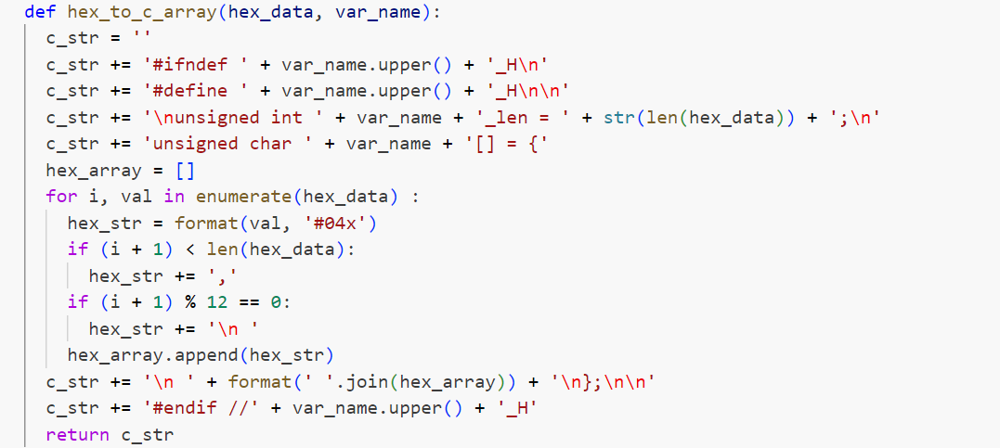 def hex_to_c_array(hex_data, var_name):
  c_str = ''
  c_str += '#ifndef ' + var_name.upper() + '_H\n'
  c_str += '#define ' + var_name.upper() + '_H\n\n'
  c_str += '\nunsigned int ' + var_name + '_len = ' + str(len(hex_data)) + ';\n'
  c_str += 'unsigned char ' + var_name + '[] = {'
  hex_array = []
  for i, val in enumerate(hex_data) :
    hex_str = format(val, '#04x')
    if (i + 1) < len(hex_data):
      hex_str += ','
    if (i + 1) % 12 == 0:
      hex_str += '\n '
    hex_array.append(hex_str)
  c_str += '\n ' + format(' '.join(hex_array)) + '\n};\n\n'
  c_str += '#endif //' + var_name.upper() + '_H'
  return c_str